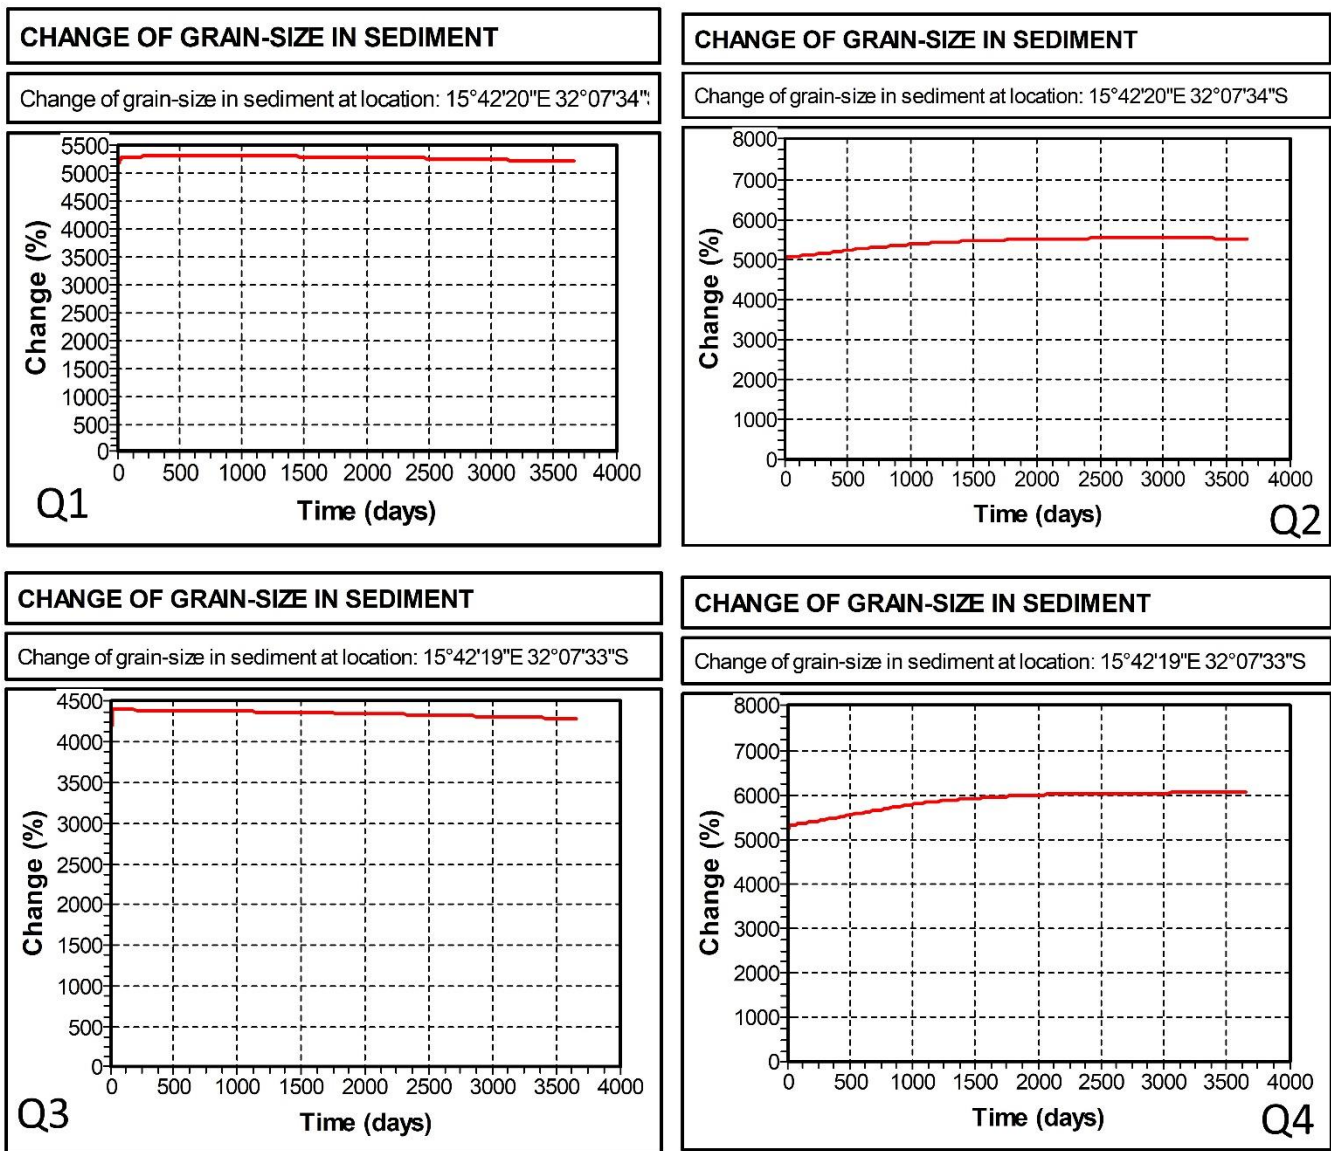 CHANGE OF GRAIN-SIZE IN SEDIMENT
Change of grain-size in sediment at location: 15°42'20"E 32°07'34"
5500
5000
4500
4000
3500
3000
2500
2000
1500
1000
500
0
Change (%)
0 500 1000 1500 2000 2500 3000 3500 4000
Time (days)
Q1
CHANGE OF GRAIN-SIZE IN SEDIMENT
Change of grain-size in sediment at location: 15°42'20"E 32°07'34"S
8000
7000
6000
5000
4000
3000
2000
1000
0
Change (%)
0 500 1000 1500 2000 2500 3000 3500 4000
Time (days)
Q2
CHANGE OF GRAIN-SIZE IN SEDIMENT
Change of grain-size in sediment at location: 15°42'19"E 32°07'33"S
4500
4000
3500
3000
2500
2000
1500
1000
500
0
Change (%)
0 500 1000 1500 2000 2500 3000 3500 4000
Time (days)
Q3
CHANGE OF GRAIN-SIZE IN SEDIMENT
Change of grain-size in sediment at location: 15°42'19"E 32°07'33"S
8000
7000
6000
5000
4000
3000
2000
1000
0
Change (%)
0 500 1000 1500 2000 2500 3000 3500 4000
Time (days)
Q4